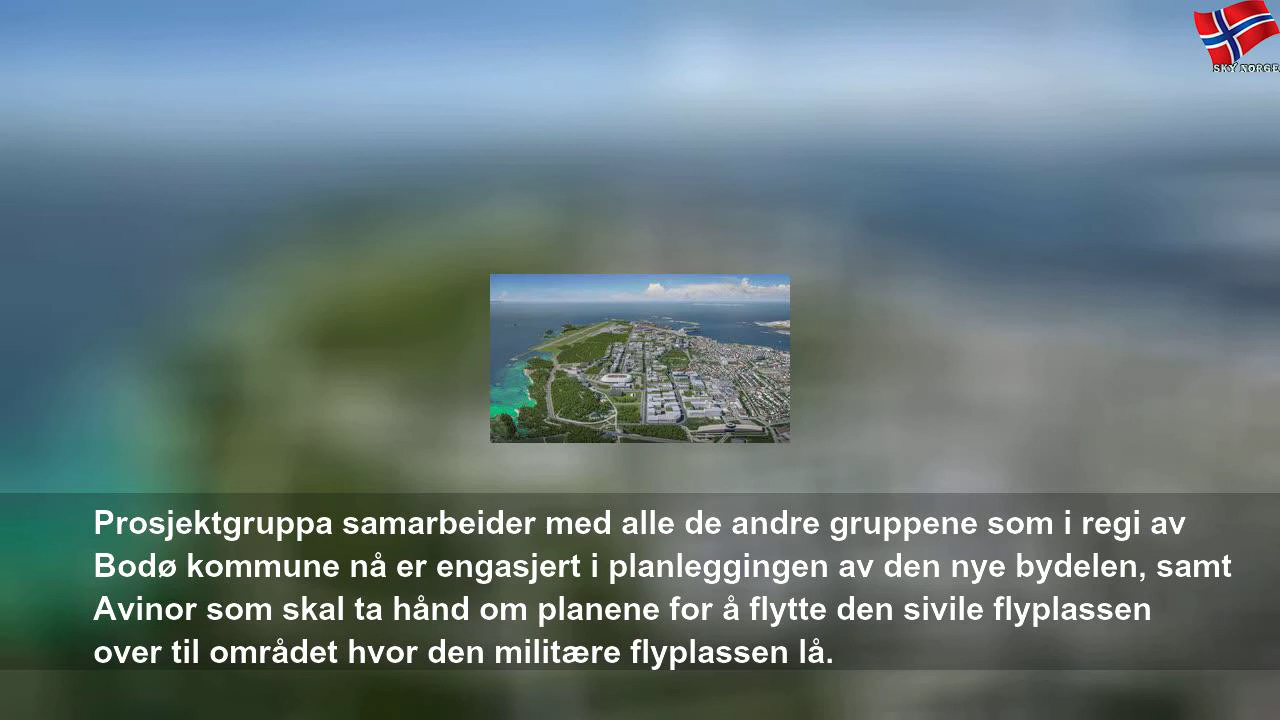 SKY NORGE
Prosjektgruppa samarbeider med alle de andre gruppene som i regi av
Bodø kommune nå er engasjert i planleggingen av den nye bydelen, samt
Avinor som skal ta hånd om planene for å flytte den sivile flyplassen
over til området hvor den militære flyplassen lå.